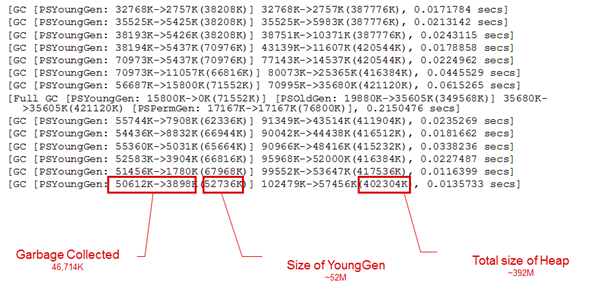 [GC [PSYoungGen: 32768K->2757K(38208K)] 32768K->2757K(387776K), 0.0171784 secs]
[GC [PSYoungGen: 35525K->5425K(38208K)] 35525K->5983K(387776K), 0.0213142 secs]
[GC [PSYoungGen: 38193K->5426K(38208K)] 38751K->10371K(387776K), 0.0243115 secs]
[GC [PSYoungGen: 38194K->5437K(70976K)] 43139K->11607K(420544K), 0.0178858 secs]
[GC [PSYoungGen: 70973K->5437K(70976K)] 77143K->14537K(420544K), 0.0224962 secs]
[GC [PSYoungGen: 70973K->11057K(66816K)] 80073K->25365K(416384K), 0.0445529 secs]
[GC [PSYoungGen: 56687K->15800K(71552K)] 70995K->35680K(421120K), 0.0615265 secs]
[Full GC [PSYoungGen: 15800K->0K(71552K)] [PSOldGen: 19880K->35605K(349568K)] 35680K-
>35605K(421120K) [PSPermGen: 17167K->17167K(76800K)], 0.2150476 secs]
[GC [PSYoungGen: 55744K->7908K(62336K)] 91349K->43514K(411904K), 0.0235269 secs]
[GC [PSYoungGen: 54436K->8832K(66944K)] 90042K->44438K(416512K), 0.0181662 secs]
[GC [PSYoungGen: 55360K->5031K(65664K)] 90966K->48416K(415232K), 0.0338236 secs]
[GC [PSYoungGen: 52583K->3904K(66816K)] 95968K->52000K(416384K), 0.0227487 secs]
[GC [PSYoungGen: 51456K->1780K(67968K)] 99552K->53647K(417536K), 0.0116399 secs]
[GC [PSYoungGen: 50612K->3898K(52736K)] 102479K->57456K(402304K), 0.0135733 secs]
Garbage Collected
46,714K
Size of YoungGen
~52M
Total size of Heap
~392M